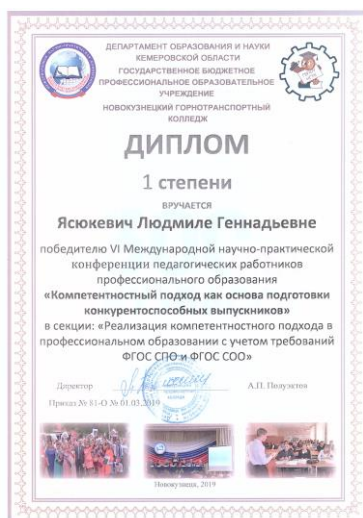 ДЕПАРТАМЕНТ ОБРАЗОВАНИЯ И НАУКИ
КЕМЕРОВСКОЙ ОБЛАСТИ
ГОСУДАРСТВЕННОЕ БЮДЖЕТНОЕ
ПРОФЕССИОНАЛЬНОЕ ОБРАЗОВАТЕЛЬНОЕ
УЧРЕЖДЕНИЕ
НОВОКУЗНЕЦКИЙ ГОРНОТРАНСПОРТНЫЙ
КОЛЛЕДЖ
ДИПЛОМ
1 степени
ВРУЧАЕТСЯ
Ясюкевич Людмиле Геннадьевне
победителю VI Международной научно-практической
конференции педагогических работников
профессионального образования
«Компетентностный подход как основа подготовки
конкурентоспособных выпускников»
в секции: «Реализация компетентностного подхода в
профессиональном образовании с учетом требований
ФГОС СПО и ФГОС СОО»
Директор А.П. Полуэктов
Приказ № 81-О № 01.03.2019
Новокузнецк, 2019